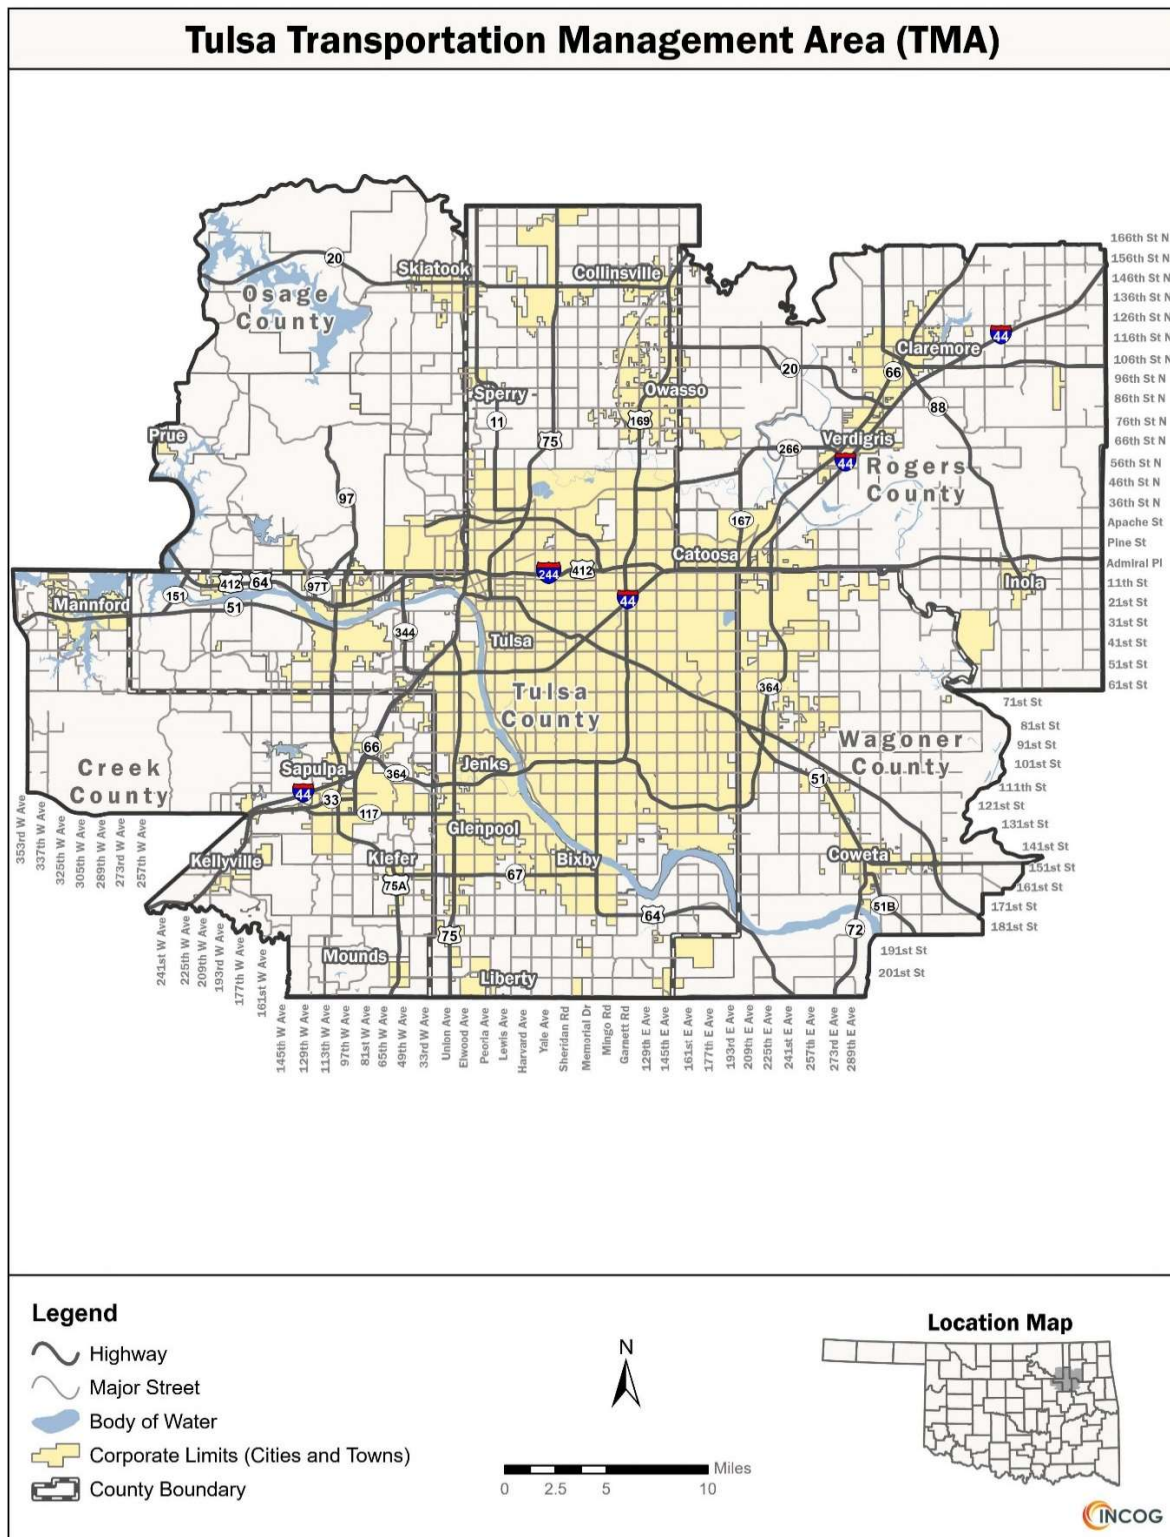 Tulsa Transportation Management Area (TMA)
20
Skiatook
Collinsville
Osage
County
166th St N
156th St N
146th St N
136th St N
126th St N
116th St N
106th St N
96th St N
86th St N
76th St N
66th St N
56th St N
46th St N
36th St N
Apache St
Pine St
Admiral Pl
11th St
21st St
31st St
41st St
51st St
61st St
44
Claremore
66
20
Owasso
Sperry
11
169
75
88
Prue
Verdigris
266
44
Rogers
County
97
167
Catoosa
244
412
412
64
97T
151
51
Mannford
Inola
44
344
Tulsa
Tulsa
County
364
71st St
81st St
91st St
101st St
111th St
121st St
131st St
141st St
151st St
161st St
171st St
181st St
191st St
201st St
Wagoner
County
66
Jenks
Sapulpa
364
51
Creek
County
44
33
117
Glenpool
Kellyville
Kiefer
Bixby
Coweta
75A
67
64
51B
72
75
Mounds
Liberty
353rd W Ave
337th W Ave
325th W Ave
305th W Ave
289th W Ave
273rd W Ave
257th W Ave
241st W Ave
225th W Ave
209th W Ave
193rd W Ave
177th W Ave
161st W Ave
145th W Ave
129th W Ave
113th W Ave
97th W Ave
81st W Ave
65th W Ave
49th W Ave
33rd W Ave
Union Ave
Elwood Ave
Peoria Ave
Lewis Ave
Harvard Ave
Yale Ave
Sheridan Rd
Memorial Dr
Mingo Rd
Garnett Rd
129th E Ave
145th E Ave
161st E Ave
177th E Ave
193rd E Ave
209th E Ave
225th E Ave
241st E Ave
257th E Ave
273rd E Ave
289th E Ave
Legend
Highway
Major Street
Body of Water
Corporate Limits (Cities and Towns)
County Boundary
N
Miles
0 2.5 5 10
Location Map
INCOG